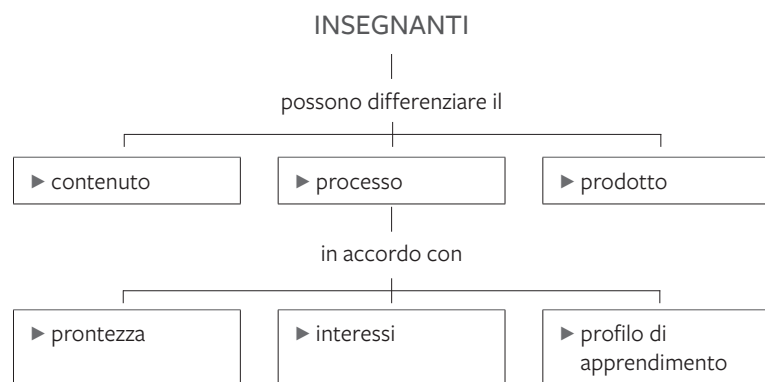 INSEGNANTI
possono differenziare il
► contenuto
► processo
► prodotto
in accordo con
► prontezza
► interessi
► profilo di
apprendimento